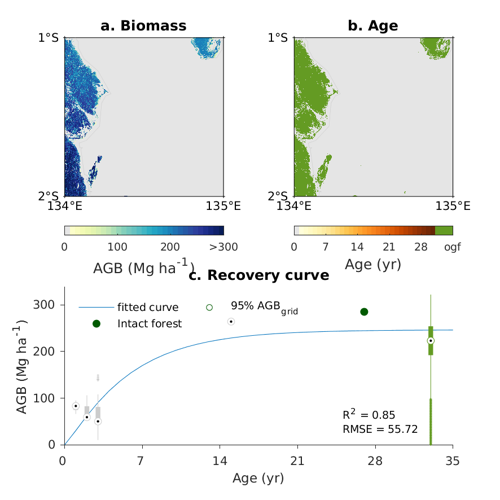 a. Biomass
b. Age
1°S
1°S
2°S
2°S
134°E
135°E
134°E
135°E
0 100 200 >300
0 7 14 21 28 ogf
AGB (Mg ha⁻¹)
Age (yr)
c. Recovery curve
fitted curve
95% AGB_grid
Intact forest
300
200
100
0
AGB (Mg ha⁻¹)
R² = 0.85
RMSE = 55.72
0 7 14 21 28 35
Age (yr)